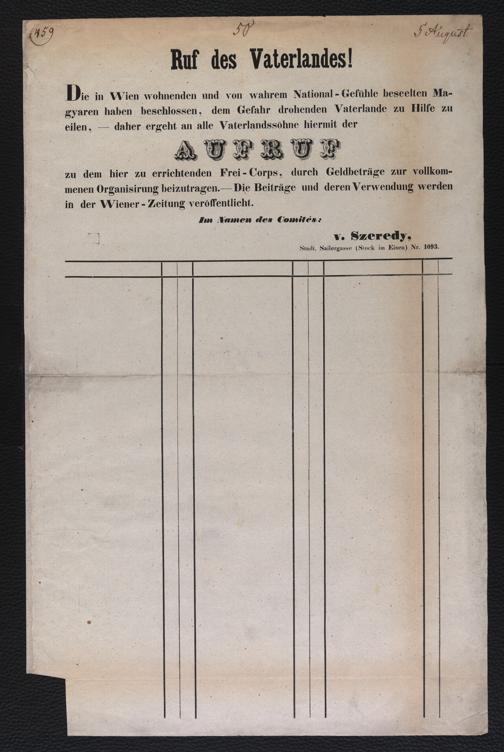 459
50
5 August
Ruf des Vaterlandes!
Die in Wien wohnenden und von wahrem National-Gefühle beseelten Ma-
gyaren haben beschlossen, dem Gefahr drohenden Vaterlande zu Hilfe zu
eilen, — daher ergeht an alle Vaterlandssöhne hiermit der
AUFRUF
zu dem hier zu errichtenden Frei-Corps, durch Geldbeträge zur vollkom-
menen Organisirung beizutragen.— Die Beiträge und deren Verwendung werden
in der Wiener-Zeitung veröffentlicht.
Im Namen des Comités:
v. Szeredy,
Stadt, Sailergasse (Stock im Eisen) Nr. 1093.